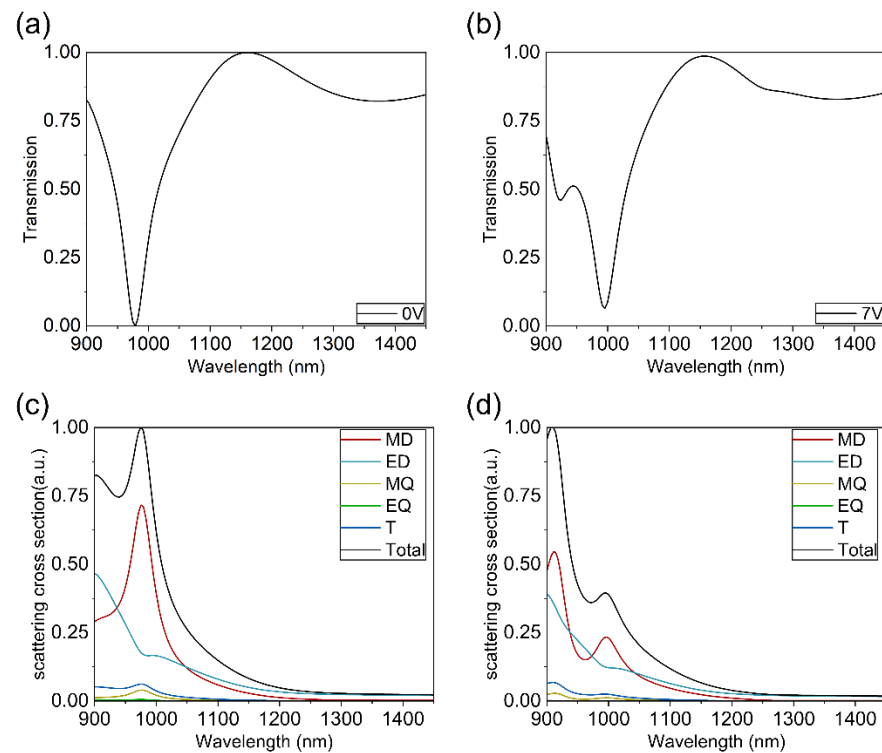 (a)
1.00
0.75
0.50
0.25
0.00
Transmission
900 1000 1100 1200 1300 1400
Wavelength (nm)
0V
(b)
1.00
0.75
0.50
0.25
0.00
Transmission
900 1000 1100 1200 1300 1400
Wavelength (nm)
7V
(c)
1.00
0.75
0.50
0.25
0.00
scattering cross section(a.u.)
900 1000 1100 1200 1300 1400
Wavelength (nm)
MD
ED
MQ
EQ
T
Total
(d)
1.00
0.75
0.50
0.25
0.00
scattering cross section(a.u.)
900 1000 1100 1200 1300 1400
Wavelength (nm)
MD
ED
MQ
EQ
T
Total